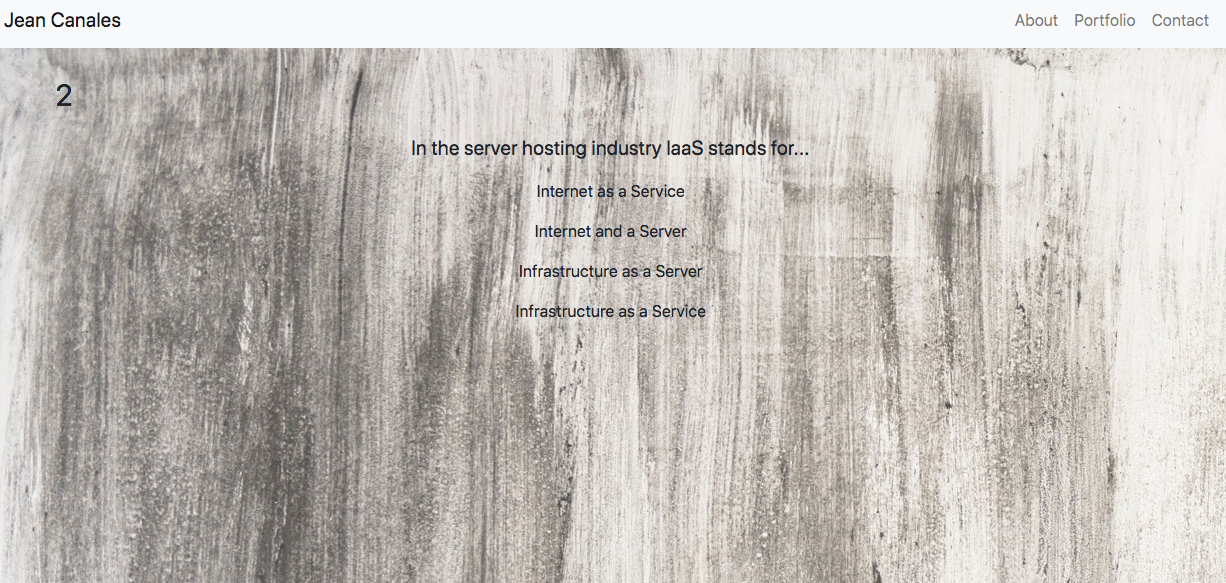 Jean Canales
About Portfolio Contact
2
In the server hosting industry IaaS stands for...
Internet as a Service
Internet and a Server
Infrastructure as a Server
Infrastructure as a Service